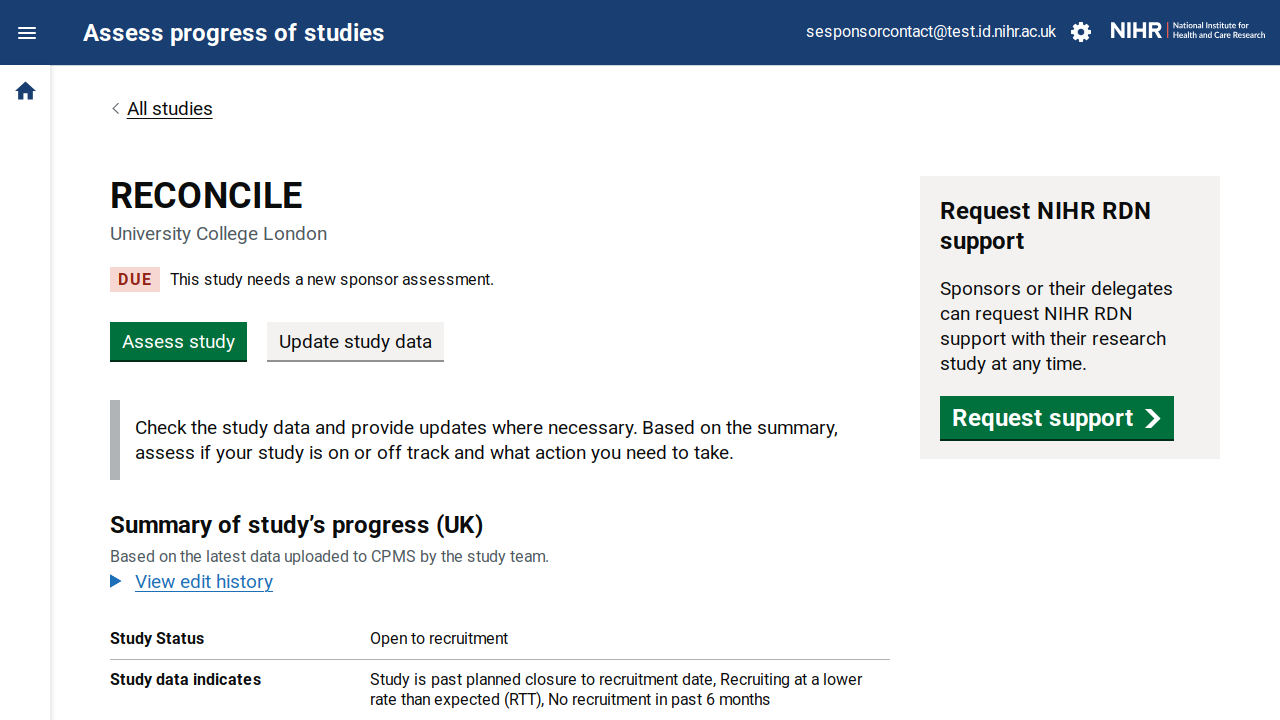 Assess progress of studies
sesponsorcontact@test.id.nihr.ac.uk
NIHR
National Institute for
Health and Care Research
All studies
RECONCILE
University College London
DUE
This study needs a new sponsor assessment.
Assess study
Update study data
Check the study data and provide updates where necessary. Based on the summary,
assess if your study is on or off track and what action you need to take.
Summary of study’s progress (UK)
Based on the latest data uploaded to CPMS by the study team.
View edit history
Study Status
Open to recruitment
Study data indicates
Study is past planned closure to recruitment date, Recruiting at a lower
rate than expected (RTT), No recruitment in past 6 months
Request NIHR RDN
support
Sponsors or their delegates
can request NIHR RDN
support with their research
study at any time.
Request support